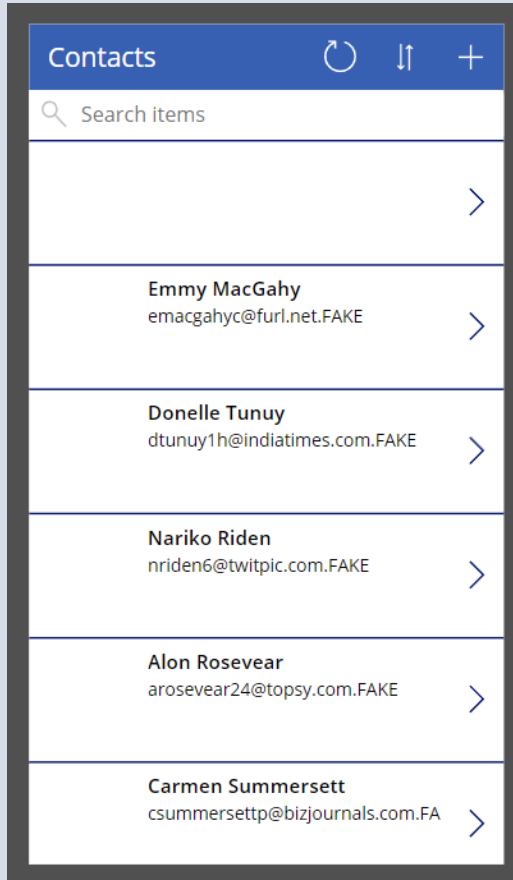 Contacts
Search items
Emmy MacGahy
emacgahyc@furl.net.FAKE
Donelle Tunuy
dtunuy1h@indiatimes.com.FAKE
Nariko Riden
nriden6@twitpic.com.FAKE
Alon Rosevear
arosevear24@topsy.com.FAKE
Carmen Summersett
csummersettp@bizjournals.com.FA